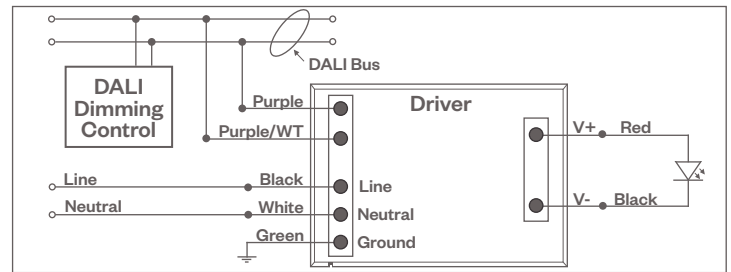 DALI Bus
DALI
Dimming
Control
Purple
Driver
Purple/WT
V+ Red
Line Black Line
Neutral White Neutral
V- Black
Green Ground